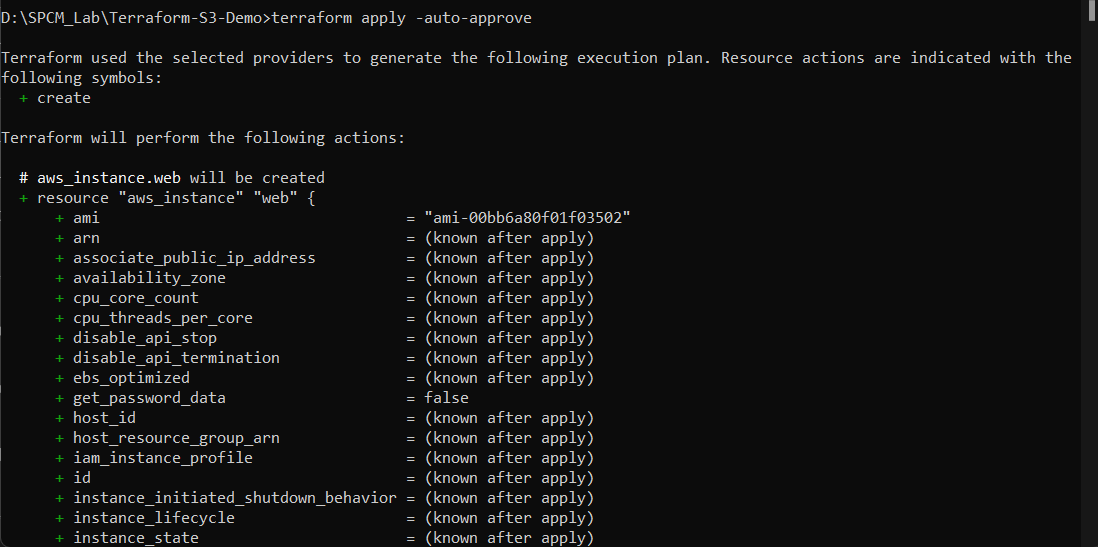 D:\SPCM_Lab\Terraform-S3-Demo>terraform apply -auto-approve
Terraform used the selected providers to generate the following execution plan. Resource actions are indicated with the
following symbols:
+ create
Terraform will perform the following actions:
# aws_instance.web will be created
+ resource "aws_instance" "web" {
+ ami = "ami-00bb6a80f01f03502"
+ arn = (known after apply)
+ associate_public_ip_address = (known after apply)
+ availability_zone = (known after apply)
+ cpu_core_count = (known after apply)
+ cpu_threads_per_core = (known after apply)
+ disable_api_stop = (known after apply)
+ disable_api_termination = (known after apply)
+ ebs_optimized = (known after apply)
+ get_password_data = false
+ host_id = (known after apply)
+ host_resource_group_arn = (known after apply)
+ iam_instance_profile = (known after apply)
+ id = (known after apply)
+ instance_initiated_shutdown_behavior = (known after apply)
+ instance_lifecycle = (known after apply)
+ instance_state = (known after apply)